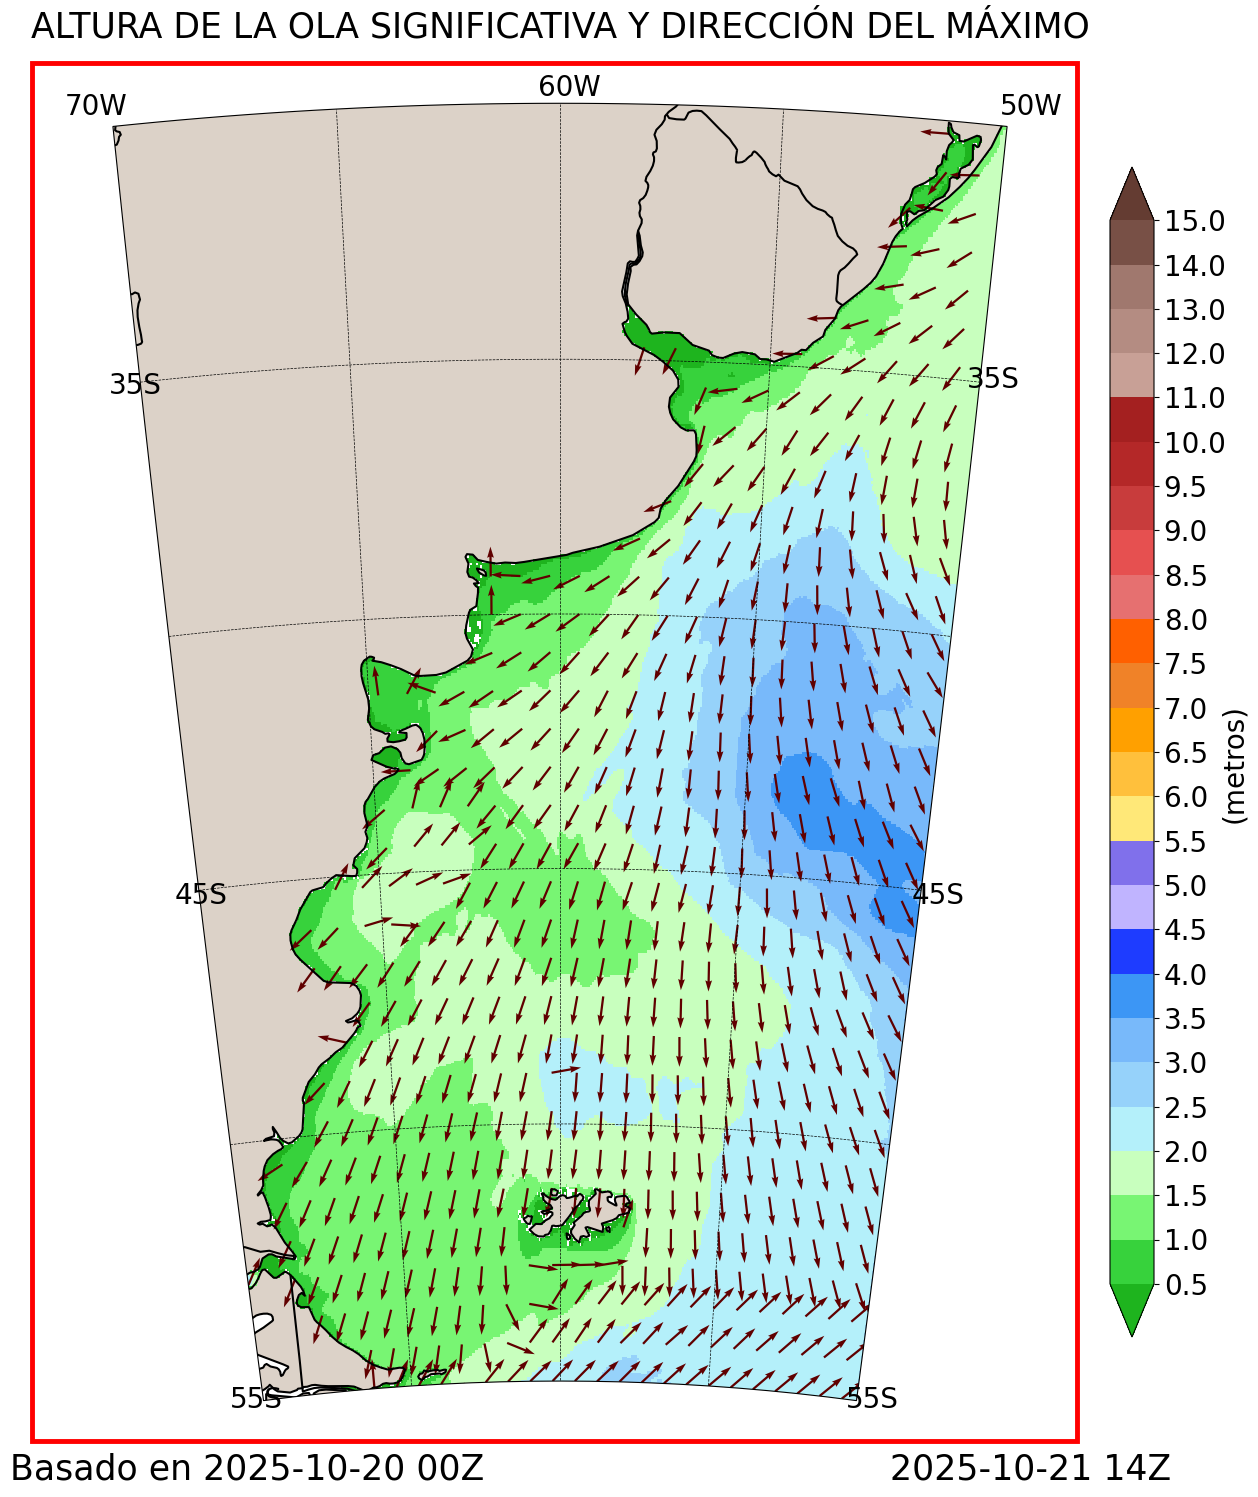 ALTURA DE LA OLA SIGNIFICATIVA Y DIRECCIÓN DEL MÁXIMO
70W
60W
50W
35S
35S
45S
45S
55S
55S
15.0
14.0
13.0
12.0
11.0
10.0
9.5
9.0
8.5
8.0
7.5
7.0
6.5
6.0
5.5
5.0
4.5
4.0
3.5
3.0
2.5
2.0
1.5
1.0
0.5
(metros)
Basado en 2025-10-20 00Z
2025-10-21 14Z